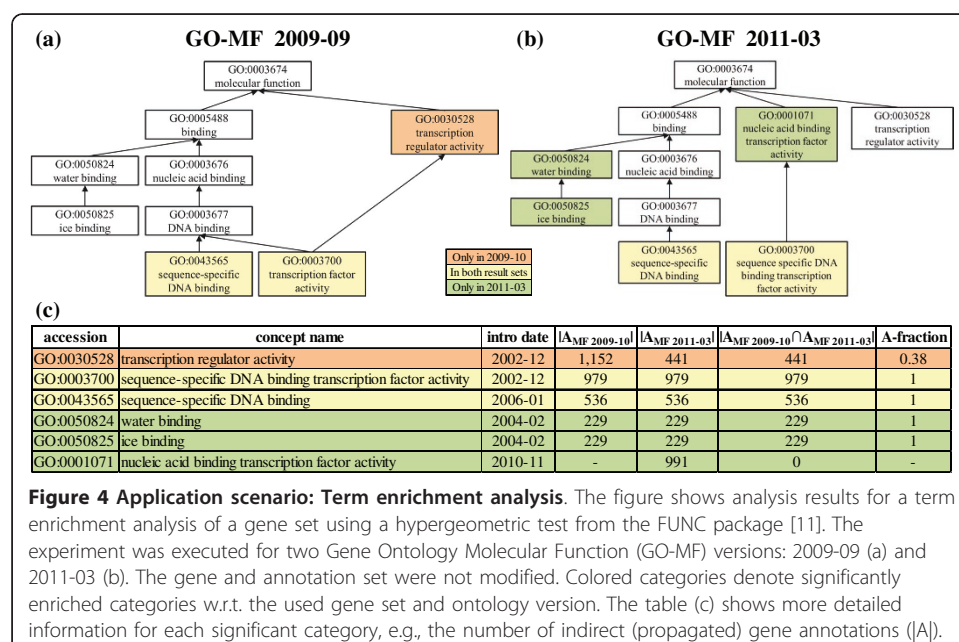 (a) GO-MF 2009-09
GO:0003674
molecular function
GO:0005488
binding
GO:0030528
transcription
regulator activity
GO:0050824
water binding
GO:0003676
nucleic acid binding
GO:0050825
ice binding
GO:0003677
DNA binding
GO:0043565
sequence-specific
DNA binding
GO:0003700
transcription factor
activity
Only in 2009-10
In both result sets
Only in 2011-03
(b) GO-MF 2011-03
GO:0003674
molecular function
GO:0005488
binding
GO:0001071
nucleic acid binding
transcription factor
activity
GO:0030528
transcription
regulator activity
GO:0050824
water binding
GO:0003676
nucleic acid binding
GO:0050825
ice binding
GO:0003677
DNA binding
GO:0043565
sequence-specific
DNA binding
GO:0003700
sequence specific DNA
binding transcription
factor activity
(c)
accession concept name intro date |A_MF 2009-10| |A_MF 2011-03| |A_MF 2009-10 ∩ A_MF 2011-03| A-fraction
GO:0030528 transcription regulator activity 2002-12 1,152 441 441 0.38
GO:0003700 sequence-specific DNA binding transcription factor activity 2002-12 979 979 979 1
GO:0043565 sequence-specific DNA binding 2006-01 536 536 536 1
GO:0050824 water binding 2004-02 229 229 229 1
GO:0050825 ice binding 2004-02 229 229 229 1
GO:0001071 nucleic acid binding transcription factor activity 2010-11 - 991 0 -
Figure 4 Application scenario: Term enrichment analysis. The figure shows analysis results for a term
enrichment analysis of a gene set using a hypergeometric test from the FUNC package [11]. The
experiment was executed for two Gene Ontology Molecular Function (GO-MF) versions: 2009-09 (a) and
2011-03 (b). The gene and annotation set were not modified. Colored categories denote significantly
enriched categories w.r.t. the used gene set and ontology version. The table (c) shows more detailed
information for each significant category, e.g., the number of indirect (propagated) gene annotations (|A|).